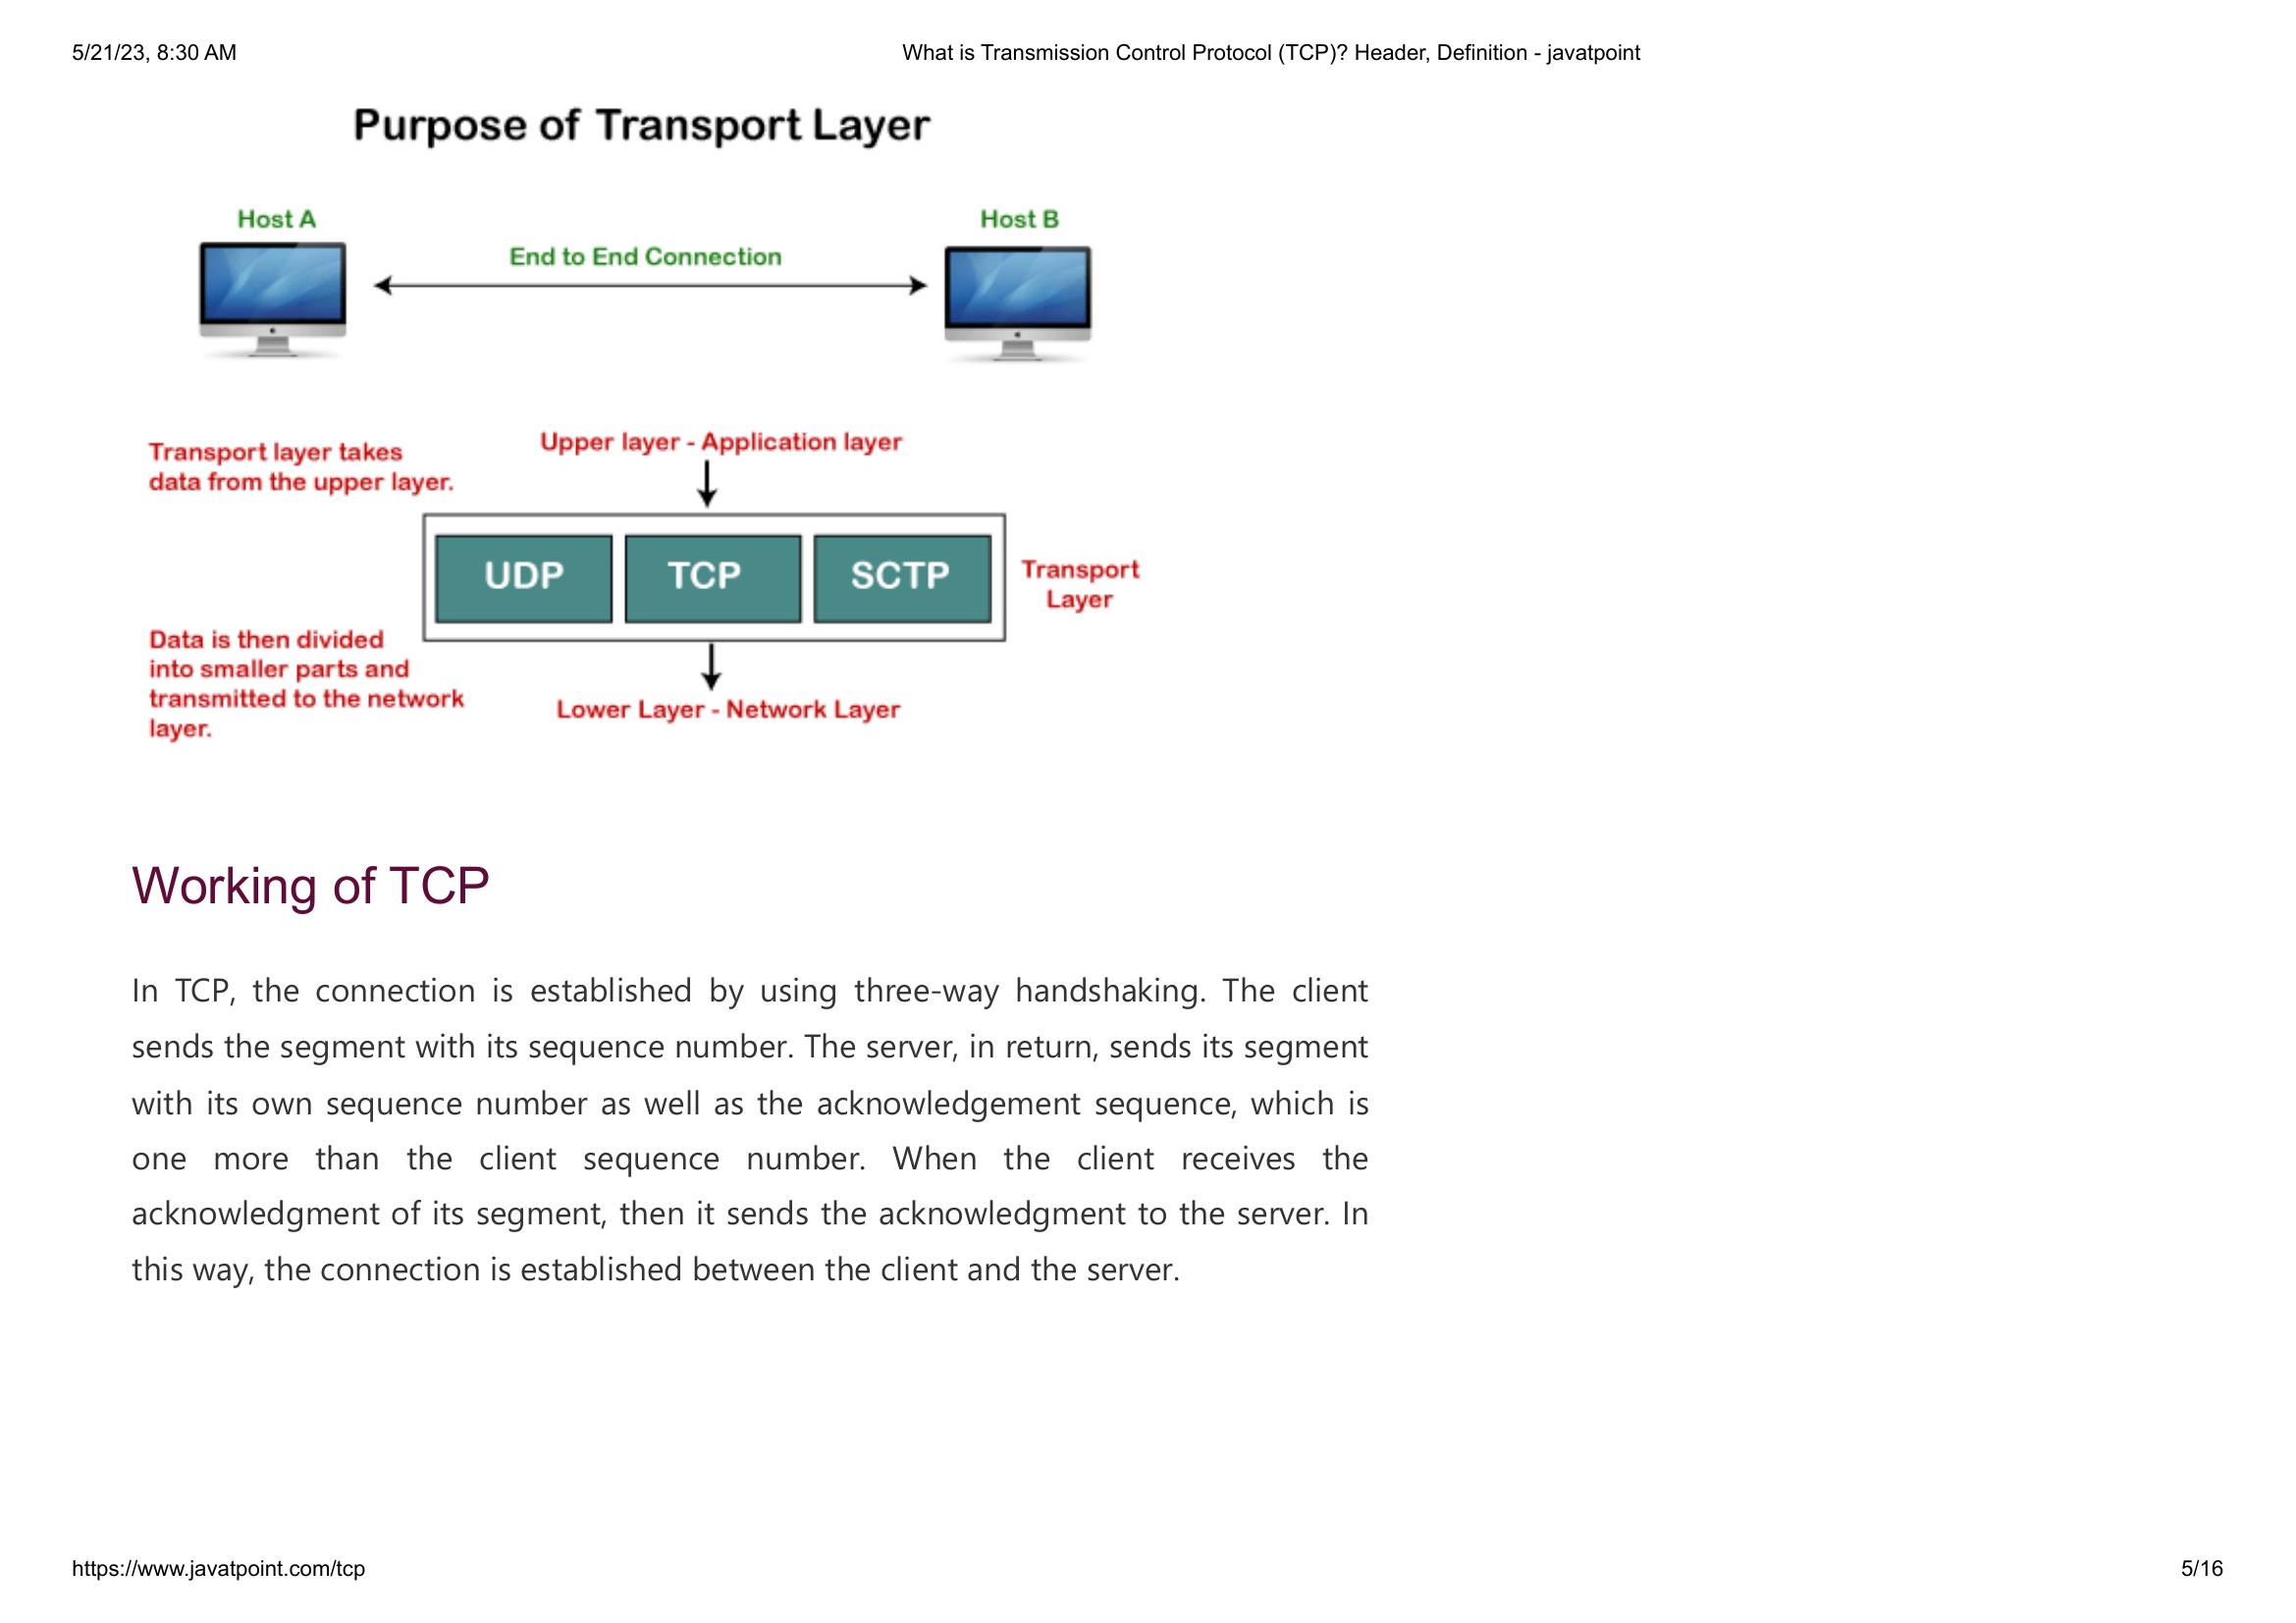 5/21/23, 8:30 AM
What is Transmission Control Protocol (TCP)? Header, Definition - javatpoint
Purpose of Transport Layer
Host A
Host B
End to End Connection
Transport layer takes
data from the upper layer.
Upper layer - Application layer
UDP
TCP
SCTP
Transport
Layer
Data is then divided
into smaller parts and
transmitted to the network
layer.
Lower Layer - Network Layer
Working of TCP
In TCP, the connection is established by using three-way handshaking. The client
sends the segment with its sequence number. The server, in return, sends its segment
with its own sequence number as well as the acknowledgement sequence, which is
one more than the client sequence number. When the client receives the
acknowledgment of its segment, then it sends the acknowledgment to the server. In
this way, the connection is established between the client and the server.
https://www.javatpoint.com/tcp
5/16